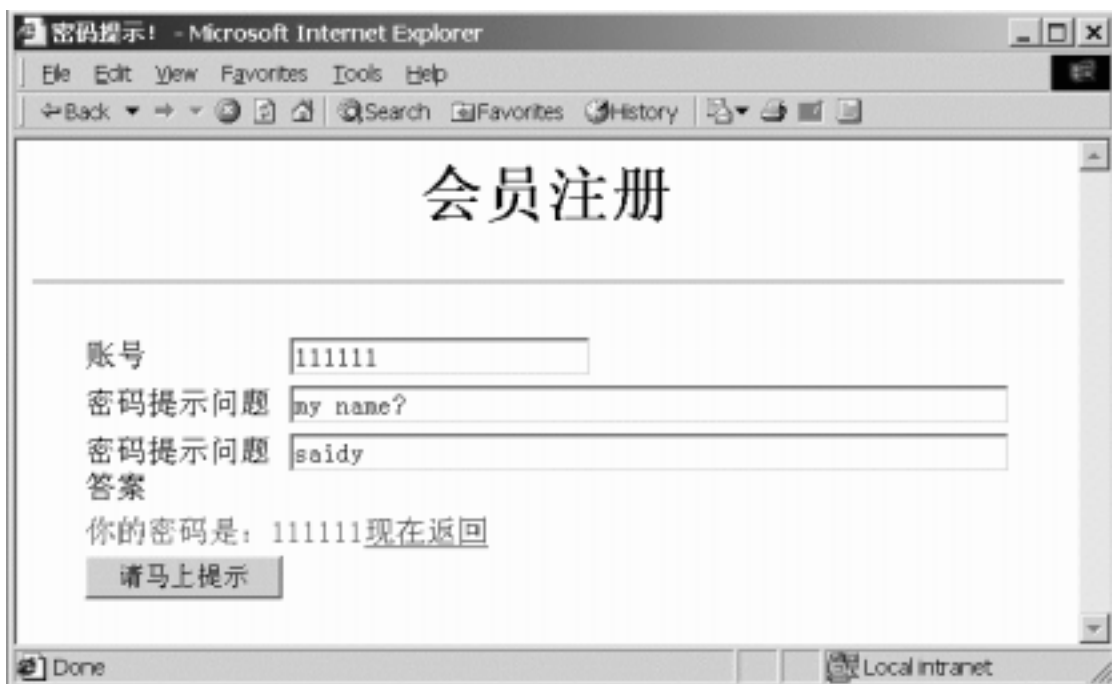 密码提示! - Microsoft Internet Explorer
File Edit View Favorites Tools Help
Back Search Favorites History
会员注册
账号 111111
密码提示问题 my name?
密码提示问题 saidy
答案
你的密码是：111111现在返回
请马上提示
Done Local intranet